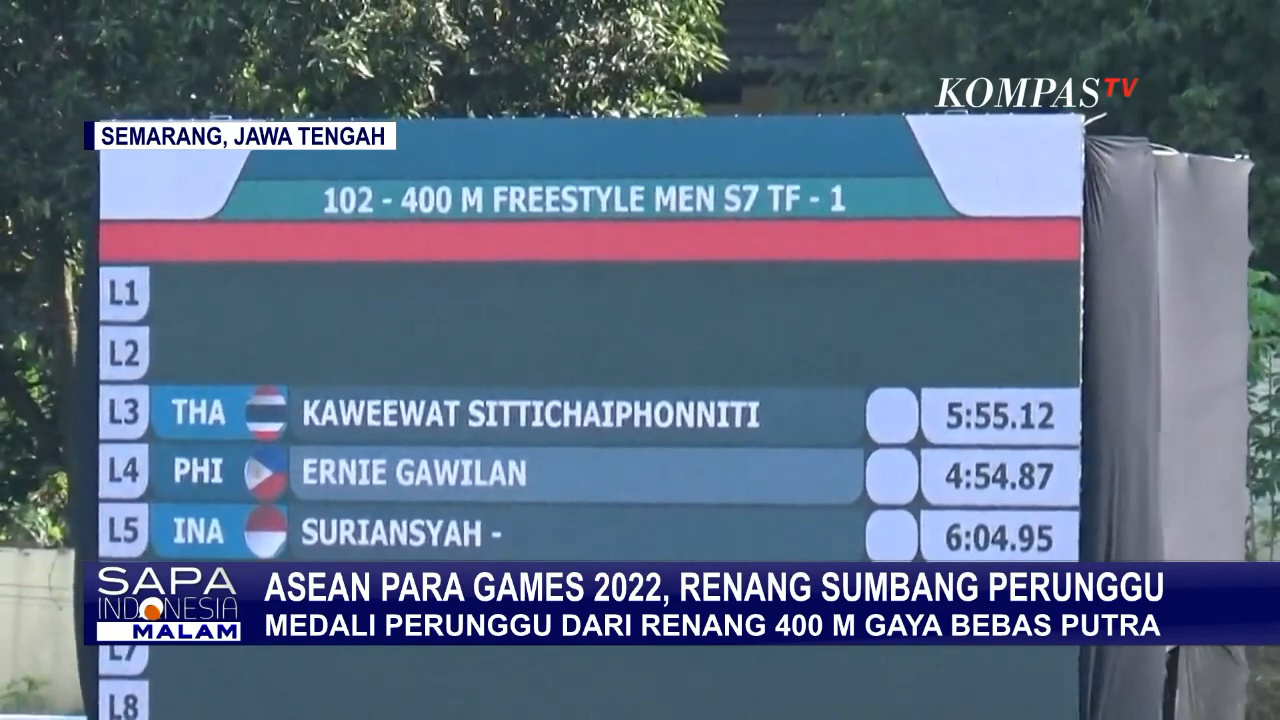 KOMPASTV
SEMARANG, JAWA TENGAH
102 - 400 M FREESTYLE MEN S7 TF - 1
L1
L2
L3 THA KAWEEWAT SITTICHAIPHONNITI 5:55.12
L4 PHI ERNIE GAWILAN 4:54.87
L5 INA SURIANSYAH - 6:04.95
SAPA INDONESIA MALAM
ASEAN PARA GAMES 2022, RENANG SUMBANG PERUNGGU
MEDALI PERUNGGU DARI RENANG 400 M GAYA BEBAS PUTRA
L7
L8